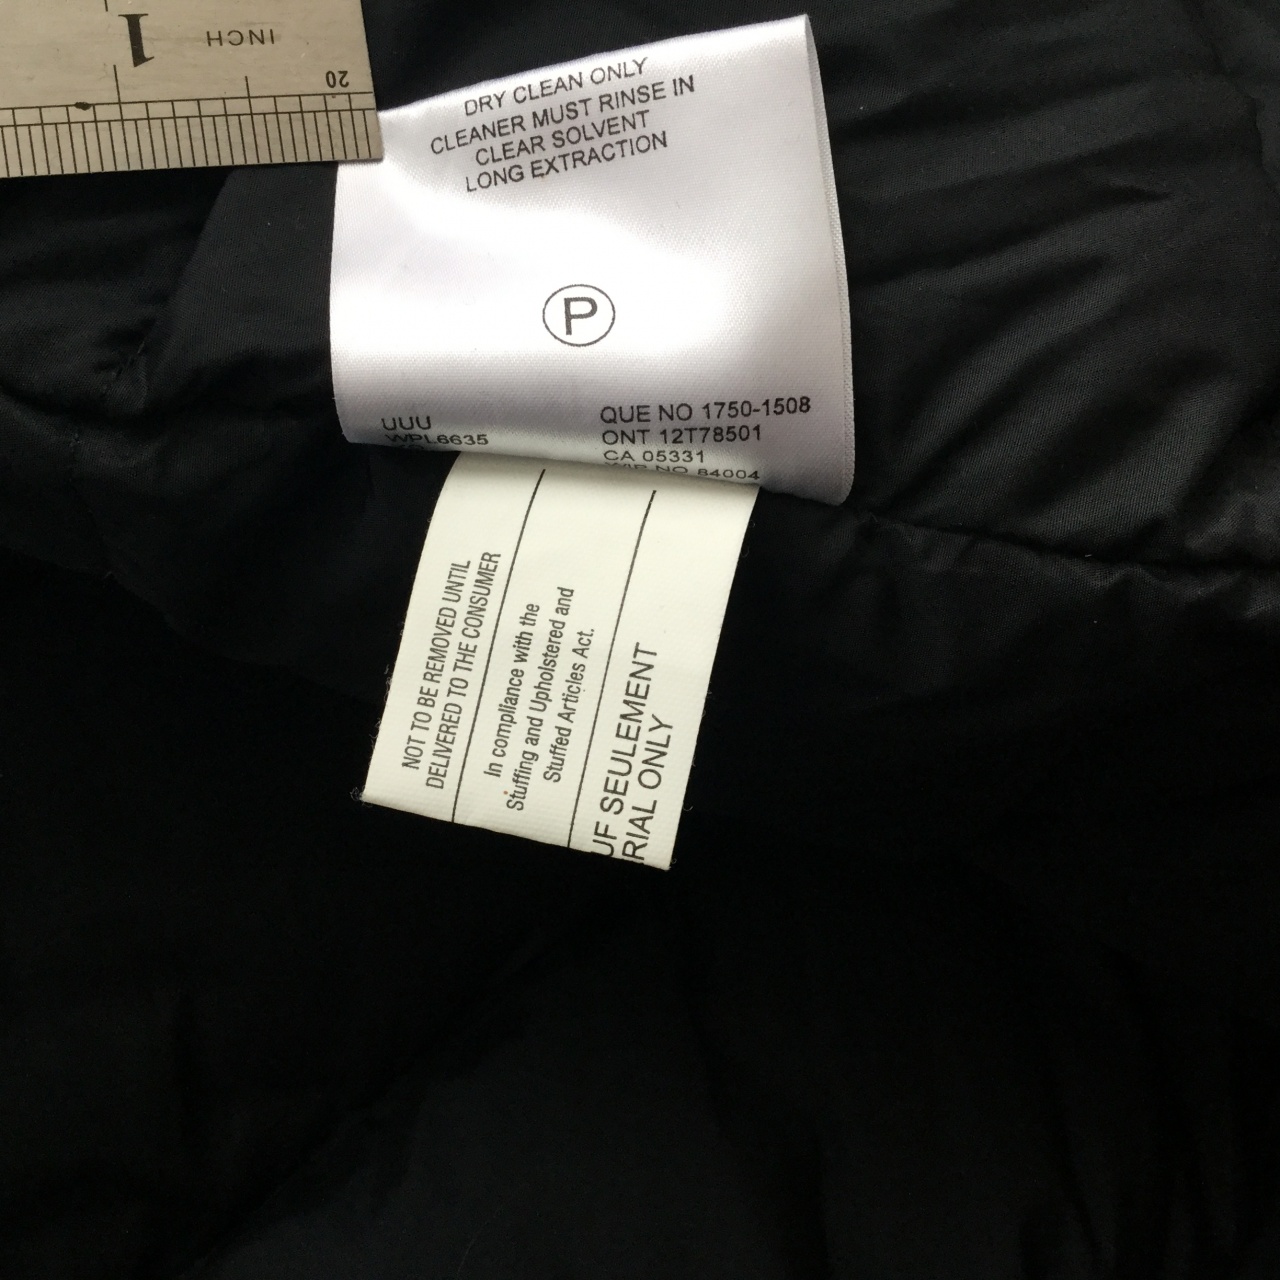 1 INCH
20
DRY CLEAN ONLY
CLEANER MUST RINSE IN
CLEAR SOLVENT
LONG EXTRACTION
P
UUU
WPL6635
QUE NO 1750-1508
ONT 12T78501
CA 05331
NO 84004
NOT TO BE REMOVED UNTIL
DELIVERED TO THE CONSUMER
In compliance with the
Stuffing and Upholstered and
Stuffed Articles Act.
UF SEULEMENT
RIAL ONLY